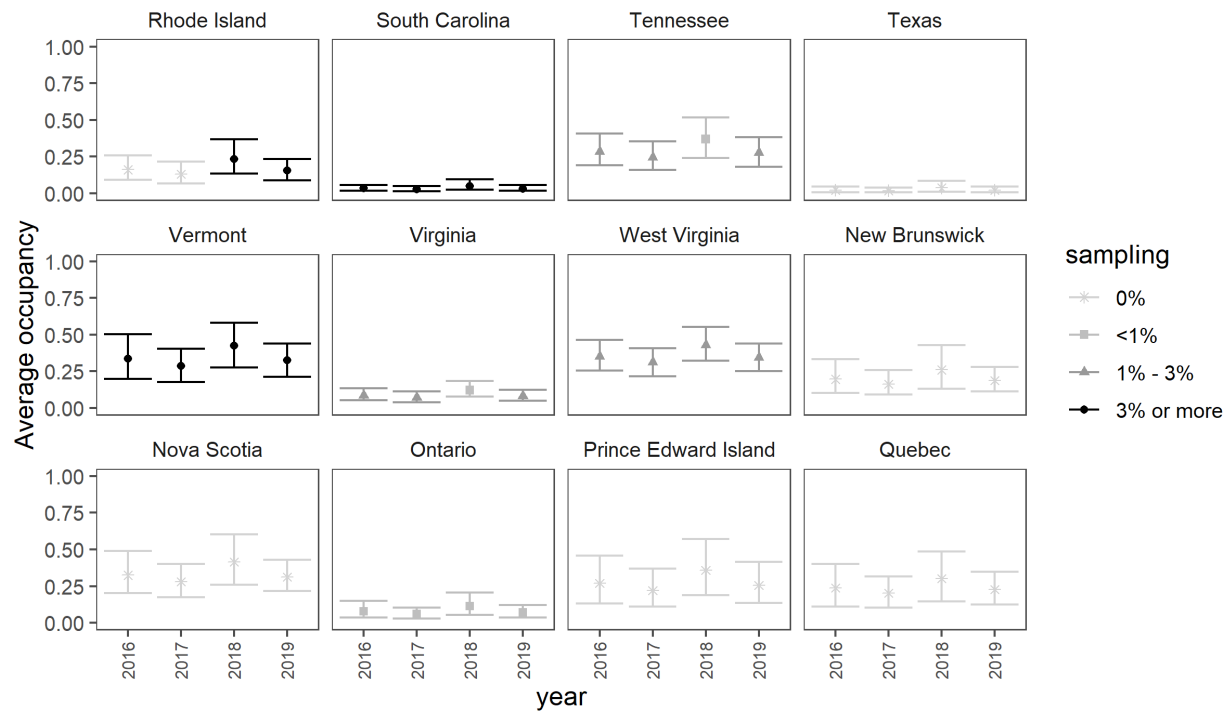 Rhode Island South Carolina Tennessee Texas
1.00
0.75
0.50
0.25
0.00
Vermont Virginia West Virginia New Brunswick
1.00
0.75
0.50
0.25
0.00
Nova Scotia Ontario Prince Edward Island Quebec
1.00
0.75
0.50
0.25
0.00
2016 2017 2018 2019 2016 2017 2018 2019 2016 2017 2018 2019 2016 2017 2018 2019
year
Average occupancy
sampling
0%
<1%
1% - 3%
3% or more